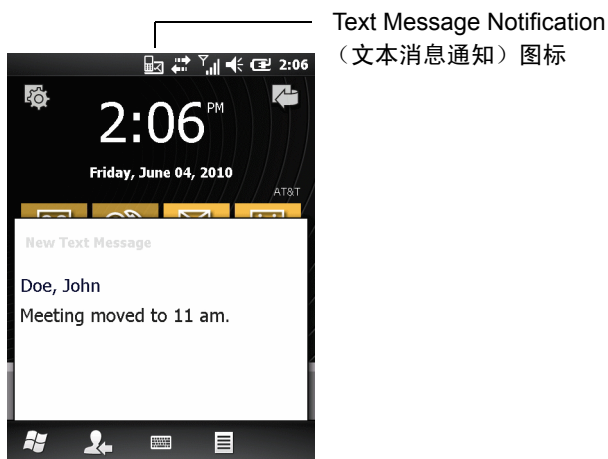 Text Message Notification
（文本消息通知）图标
2:06
2:06 PM
Friday, June 04, 2010
AT&T
New Text Message
Doe, John
Meeting moved to 11 am.